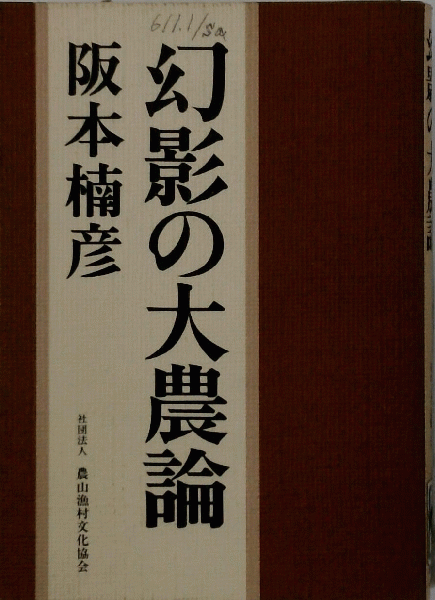 611.1/Sa
幻影の大農論
阪本楠彦
社団法人 農山漁村文化協会
幻影の大農論